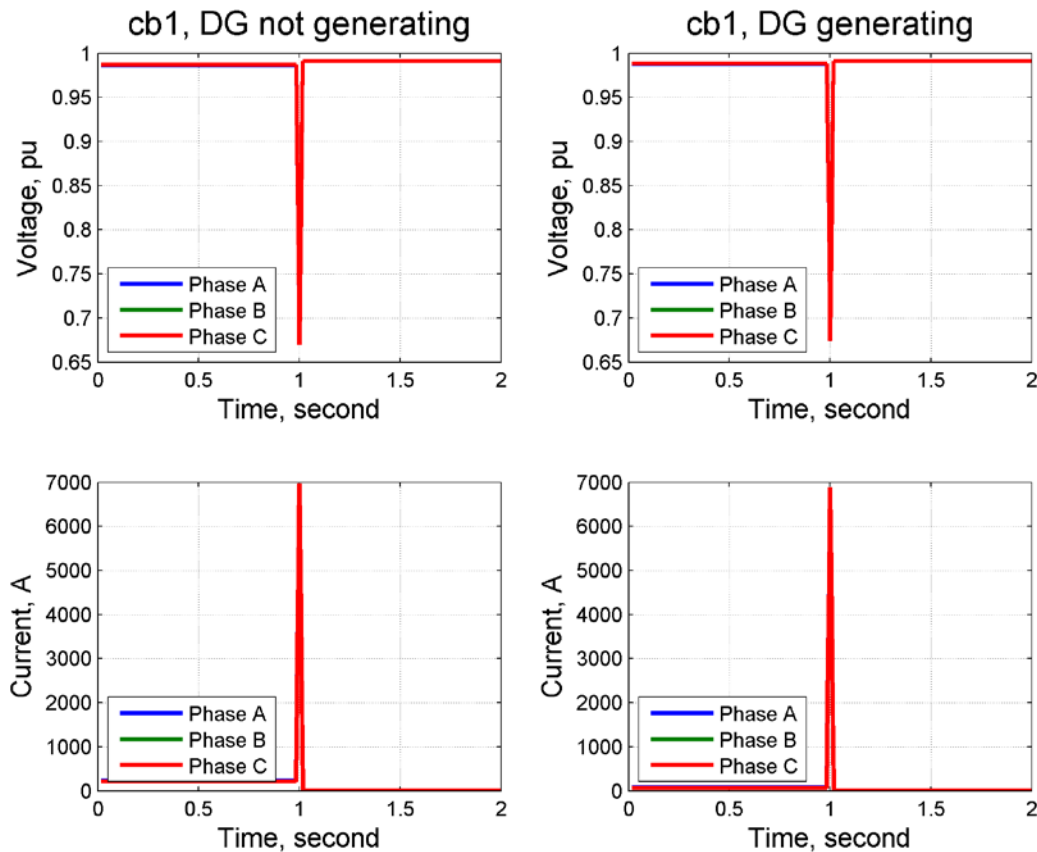 cb1, DG not generating
1
0.95
0.9
0.85
0.8
0.75
0.7
0.65
Voltage, pu
Phase A
Phase B
Phase C
0 0.5 1 1.5 2
Time, second
cb1, DG generating
1
0.95
0.9
0.85
0.8
0.75
0.7
0.65
Voltage, pu
Phase A
Phase B
Phase C
0 0.5 1 1.5 2
Time, second
7000
6000
5000
4000
3000
2000
1000
0
Current, A
Phase A
Phase B
Phase C
0 0.5 1 1.5 2
Time, second
7000
6000
5000
4000
3000
2000
1000
0
Current, A
Phase A
Phase B
Phase C
0 0.5 1 1.5 2
Time, second